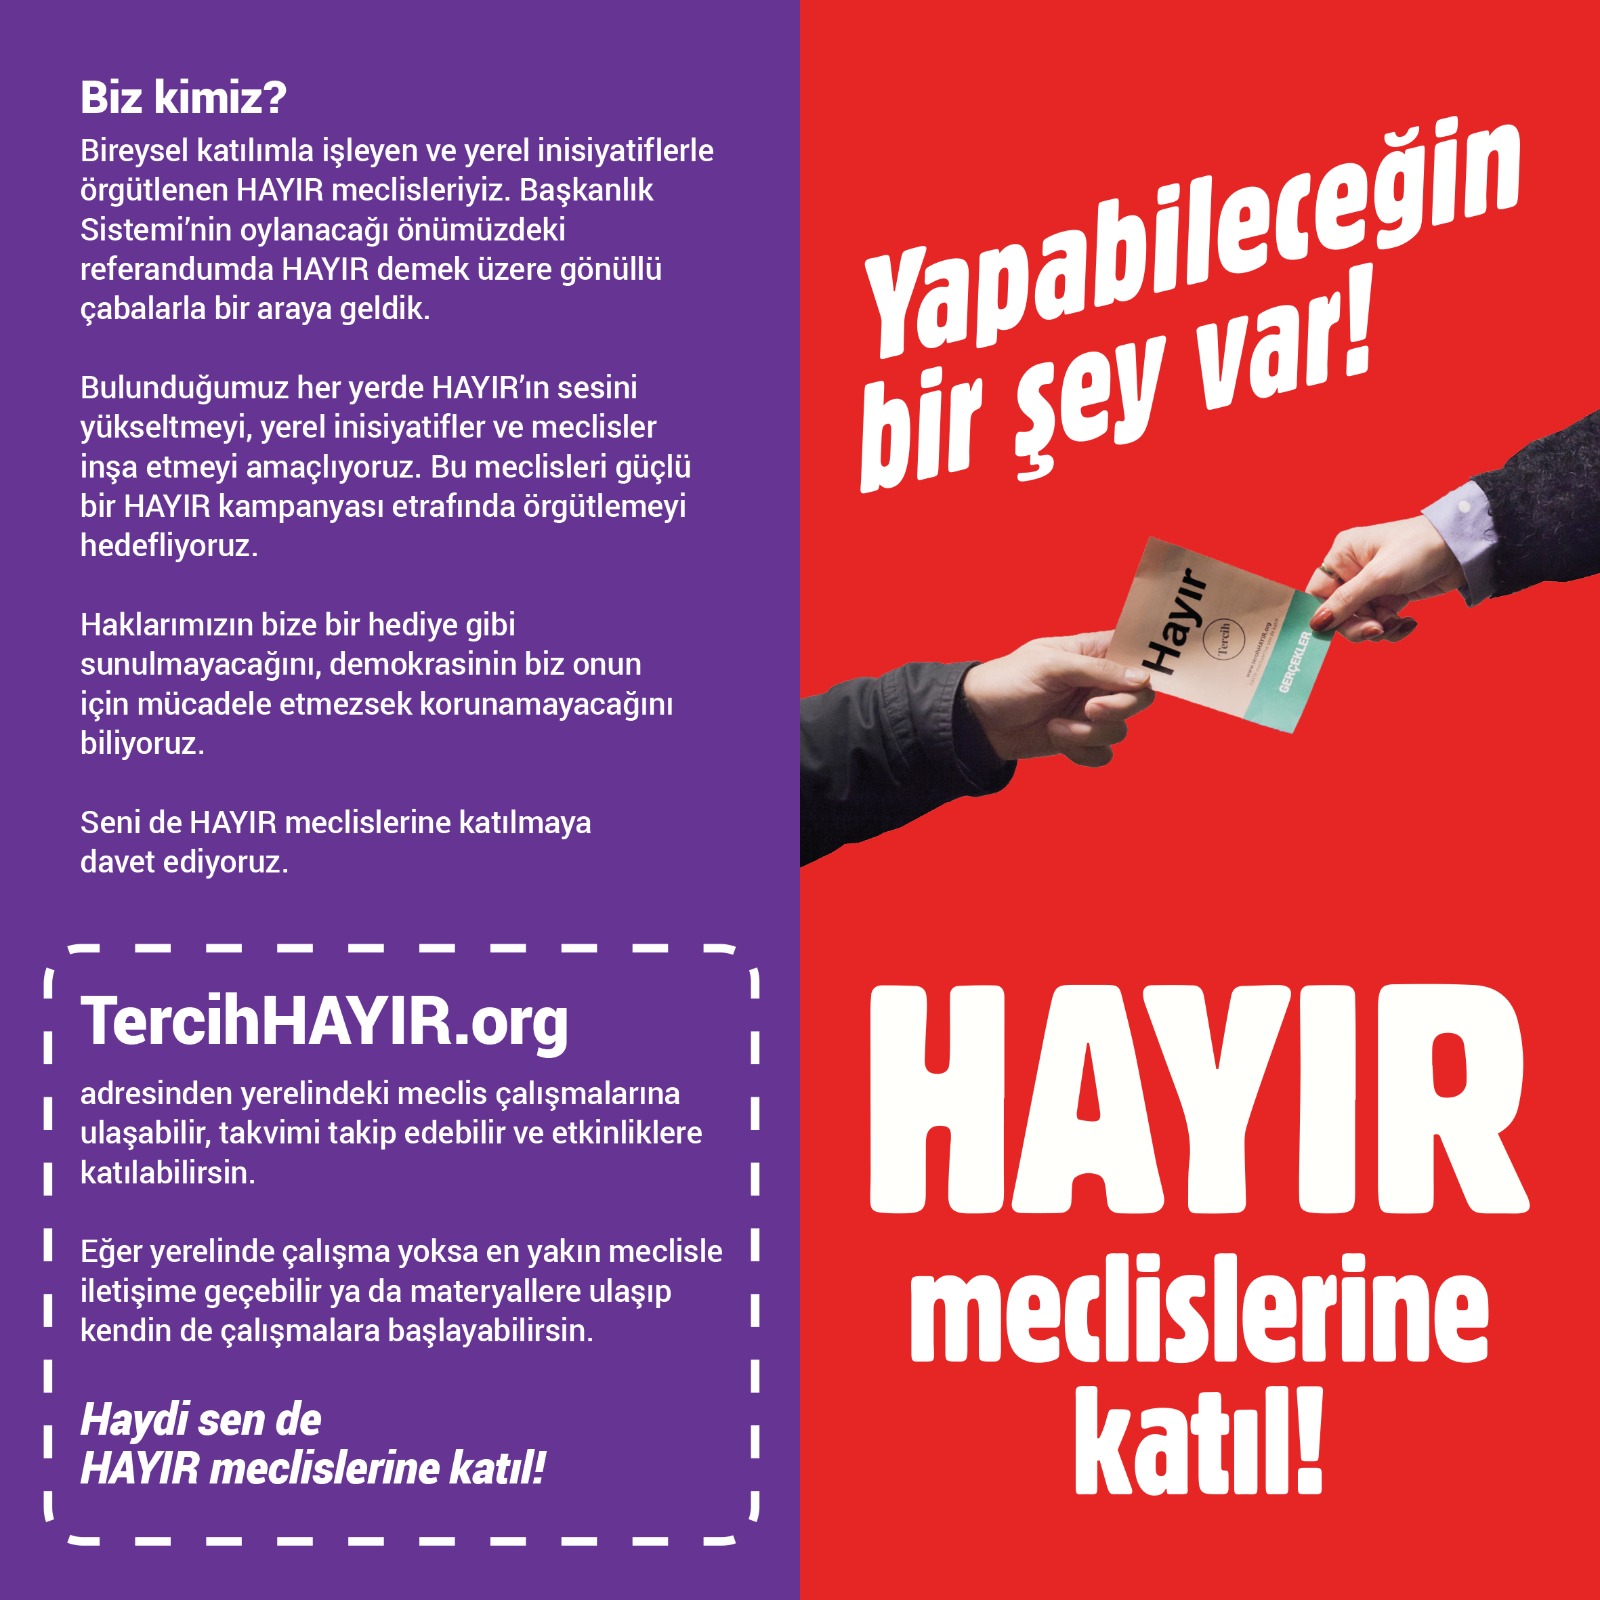 Biz kimiz?
Bireysel katılımla işleyen ve yerel inisiyatiflerle
örgütlenen HAYIR meclisleriyiz. Başkanlık
Sistemi’nin oylanacağı önümüzdeki
referandumda HAYIR demek üzere gönüllü
çabalarla bir araya geldik.
Bulunduğumuz her yerde HAYIR’ın sesini
yükseltmeyi, yerel inisiyatifler ve meclisler
inşa etmeyi amaçlıyoruz. Bu meclisleri güçlü
bir HAYIR kampanyası etrafında örgütlemeyi
hedefliyoruz.
Haklarımızın bize bir hediye gibi
sunulmayacağını, demokrasinin biz onun
için mücadele etmezsek korunamayacağını
biliyoruz.
Seni de HAYIR meclislerine katılmaya
davet ediyoruz.
TercihHAYIR.org
adresinden yerelindeki meclis çalışmalarına
ulaşabilir, takvimi takip edebilir ve etkinliklere
katılabilirsin.
Eğer yerelinde çalışma yoksa en yakın meclisle
iletişime geçebilir ya da materyallere ulaşıp
kendin de çalışmalara başlayabilirsin.
Haydi sen de
HAYIR meclislerine katıl!
Yapabileceğin
bir şey var!
Hayır
Tercih
www.tercihHAYIR.org
GERÇEKLER
HAYIR
meclislerine
katıl!